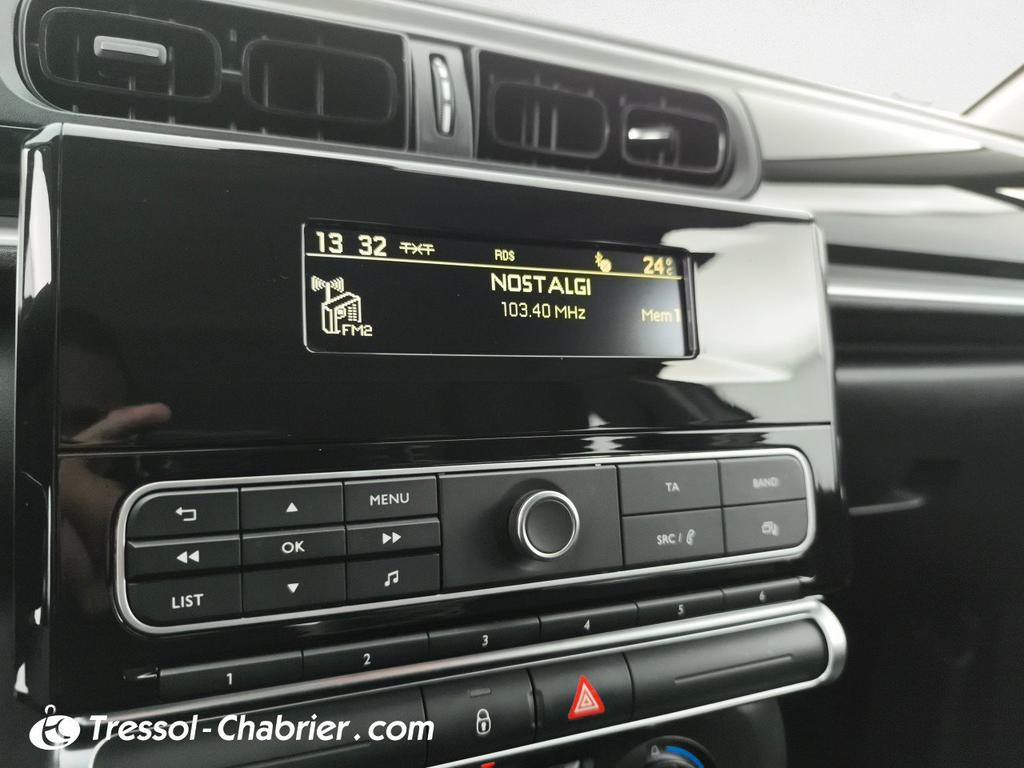 13 32 TXT RDS 24°C
NOSTALGI
103.40 MHz Mem 1
FM2
MENU
OK
LIST
TA
BAND
SRC /
1
2
3
4
5
6
Tressol-Chabrier.com